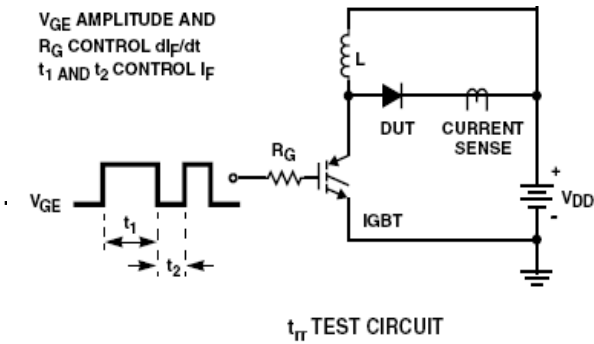 VGE AMPLITUDE AND
RG CONTROL dIF/dt
t1 AND t2 CONTROL IF
L
DUT
CURRENT
SENSE
RG
VGE
t1
t2
IGBT
+
VDD
-
trr TEST CIRCUIT